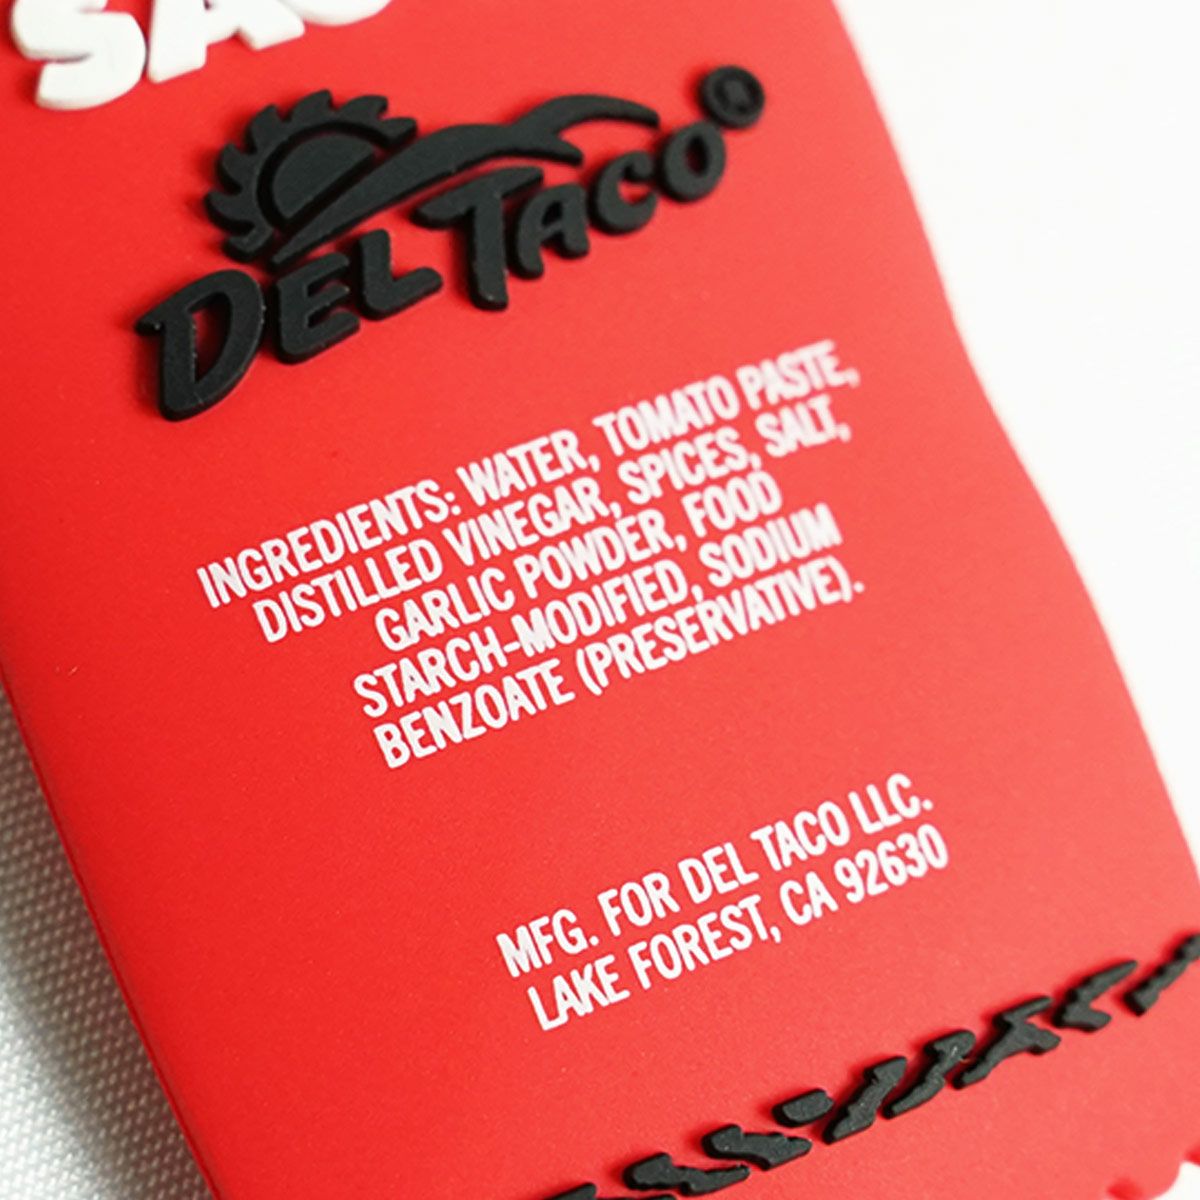 DEL TACO®
INGREDIENTS: WATER, TOMATO PASTE,
DISTILLED VINEGAR, SPICES, SALT,
GARLIC POWDER, FOOD
STARCH-MODIFIED, SODIUM
BENZOATE (PRESERVATIVE).
MFG. FOR DEL TACO LLC.
LAKE FOREST, CA 92630